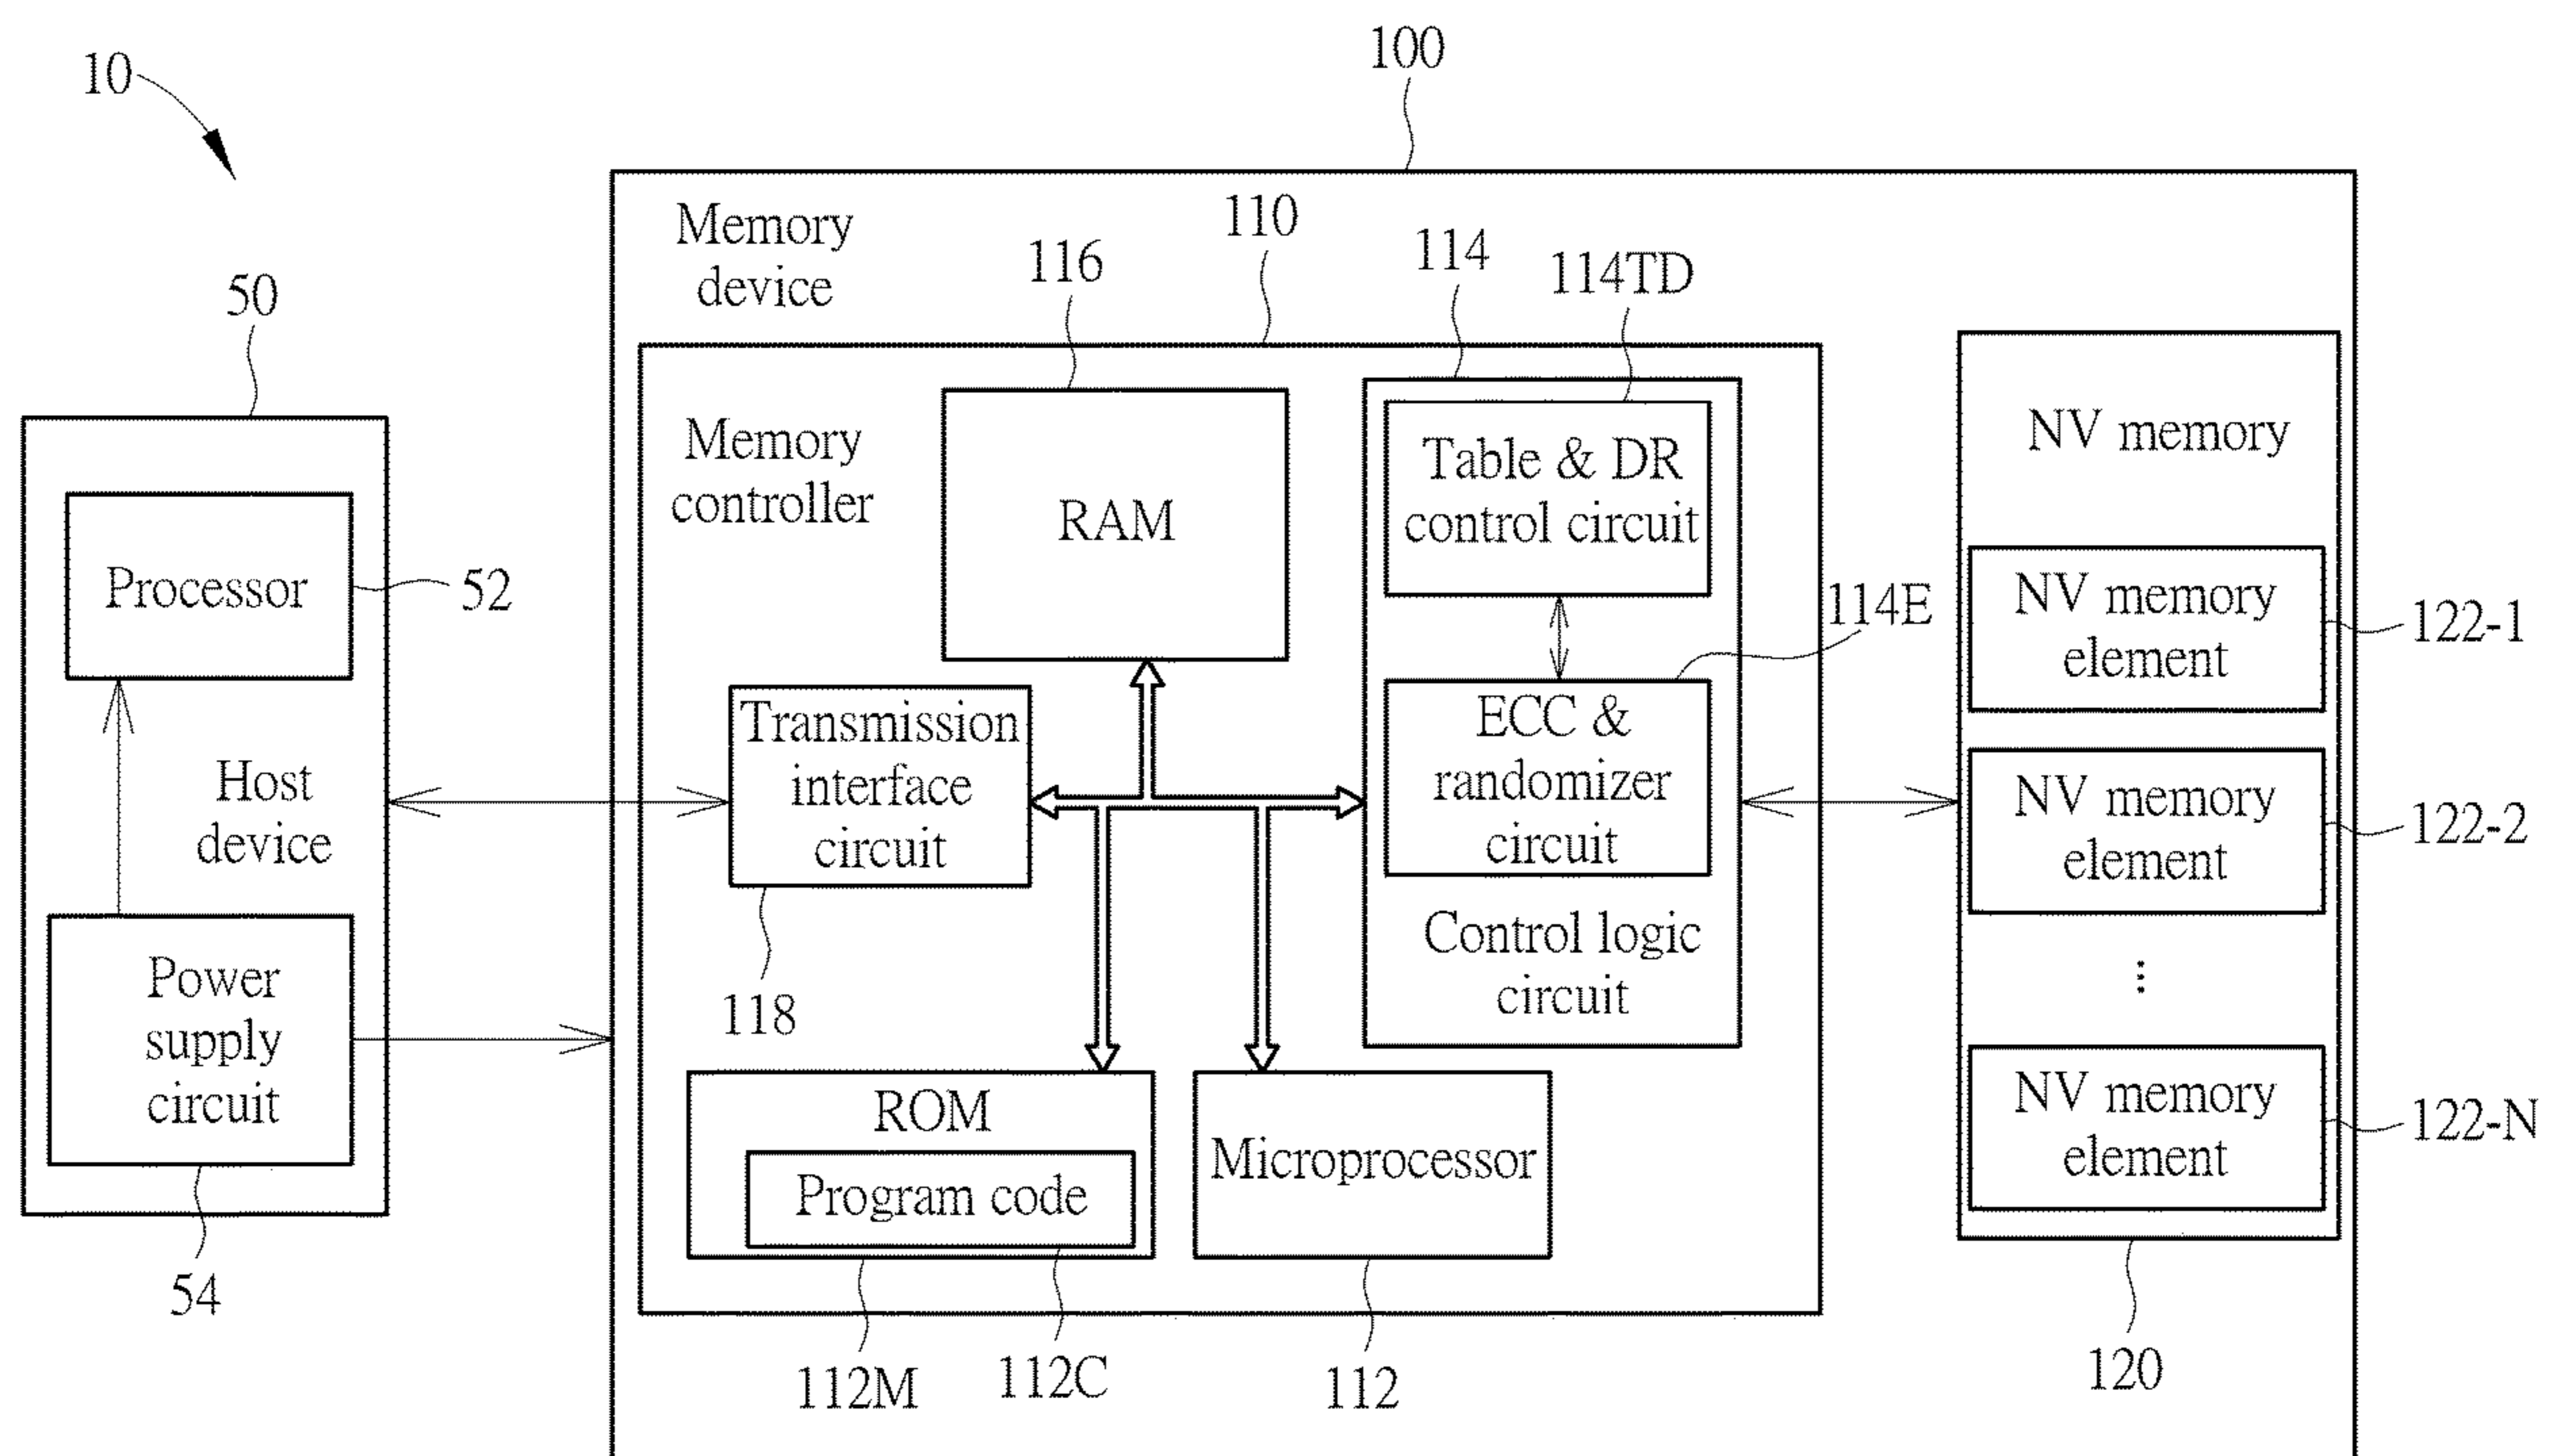 10
100
50
Processor
52
Host
device
Power
supply
circuit
54
Memory
device
110
Memory
controller
116
RAM
114
114TD
Table & DR
control circuit
114E
ECC &
randomizer
circuit
Control logic
circuit
Transmission
interface
circuit
118
ROM
Program code
112M
112C
Microprocessor
112
NV memory
NV memory
element
122-1
NV memory
element
122-2
...
NV memory
element
122-N
120